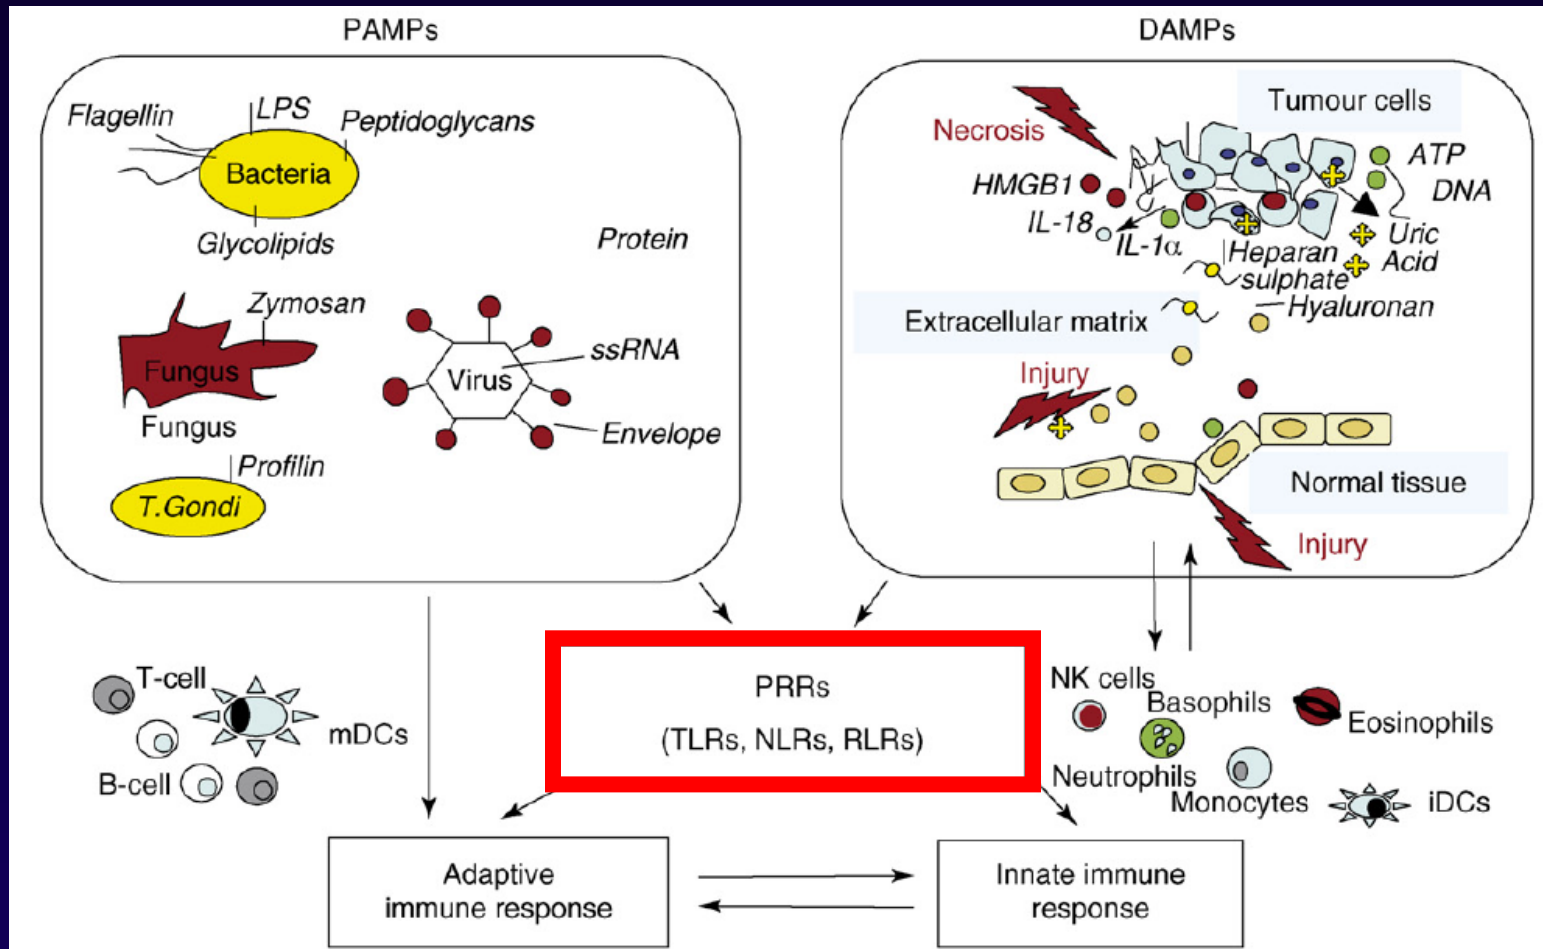 PAMPs
Flagellin
LPS
Peptidoglycans
Bacteria
Glycolipids
Protein
Zymosan
Fungus
Fungus
ssRNA
Virus
Envelope
Profilin
T.Gondi
DAMPs
Tumour cells
Necrosis
ATP
HMGB1
DNA
IL-18
IL-1α
Uric
Acid
Heparan
sulphate
Hyaluronan
Extracellular matrix
Injury
Normal tissue
Injury
T-cell
mDCs
B-cell
PRRs
(TLRs, NLRs, RLRs)
NK cells
Basophils
Eosinophils
Neutrophils
Monocytes
iDCs
Adaptive
immune response
Innate immune
response